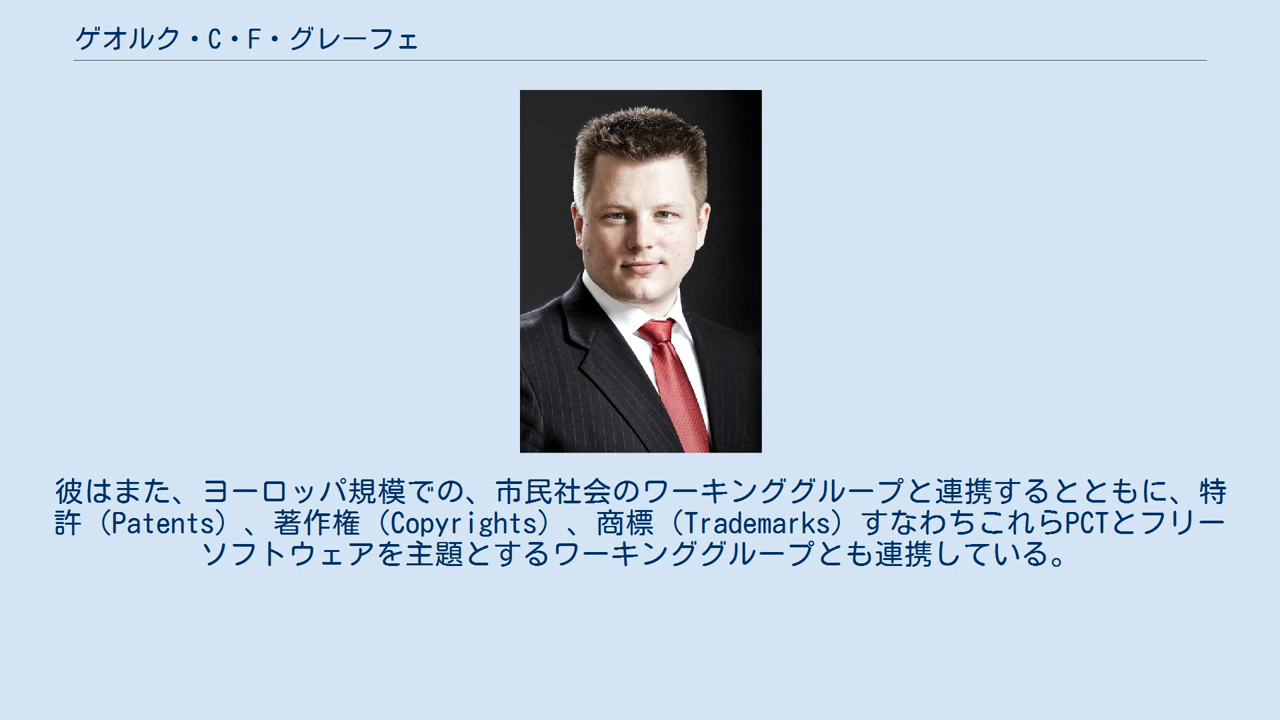 ゲオルク・C・F・グレーフェ
彼はまた、ヨーロッパ規模での、市民社会のワーキンググループと連携するとともに、特
許（Patents）、著作権（Copyrights）、商標（Trademarks）すなわちこれらPCTとフリー
ソフトウェアを主題とするワーキンググループとも連携している。